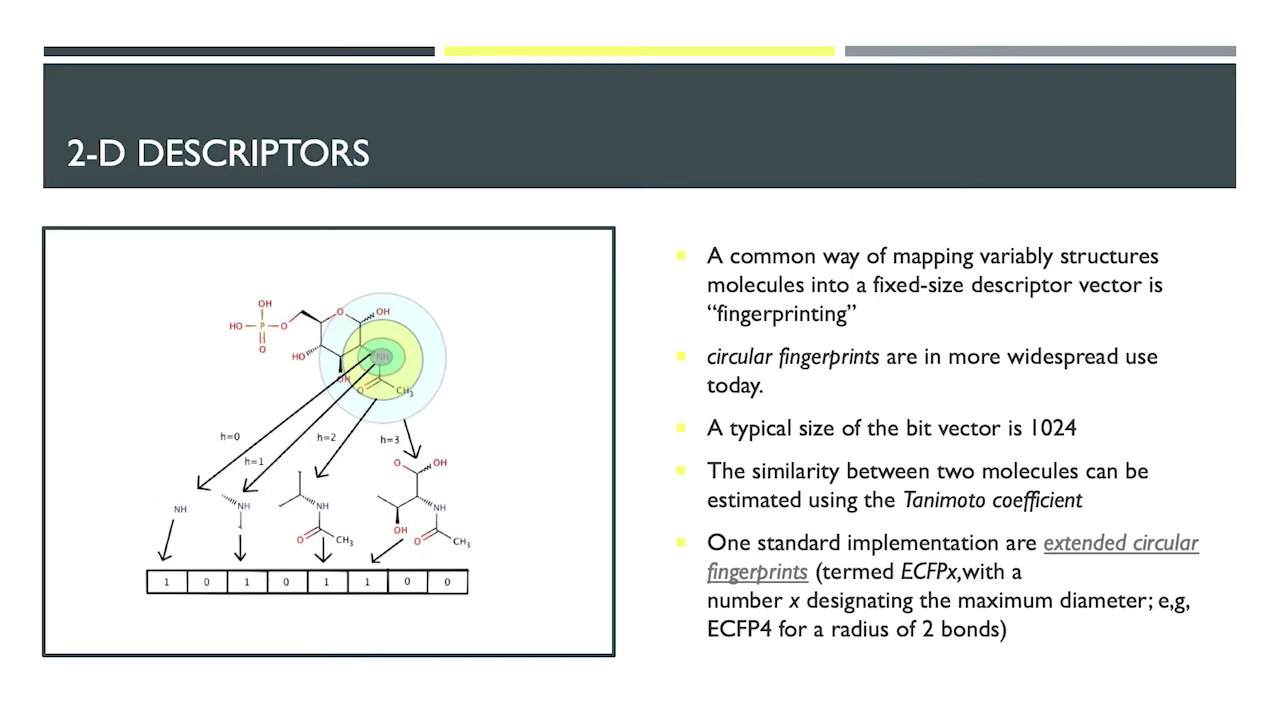 2-D DESCRIPTORS
OH
HO P O
O
O OH
HO NH
OH O CH3
h=0
h=1
h=2
h=3
NH
NH
NH
O CH3
O OH
NH
OH O CH3
1 0 1 0 1 1 0 0
A common way of mapping variably structures
molecules into a fixed-size descriptor vector is
“fingerprinting”
circular fingerprints are in more widespread use
today.
A typical size of the bit vector is 1024
The similarity between two molecules can be
estimated using the Tanimoto coefficient
One standard implementation are extended circular
fingerprints (termed ECFPx,with a
number x designating the maximum diameter; e,g,
ECFP4 for a radius of 2 bonds)